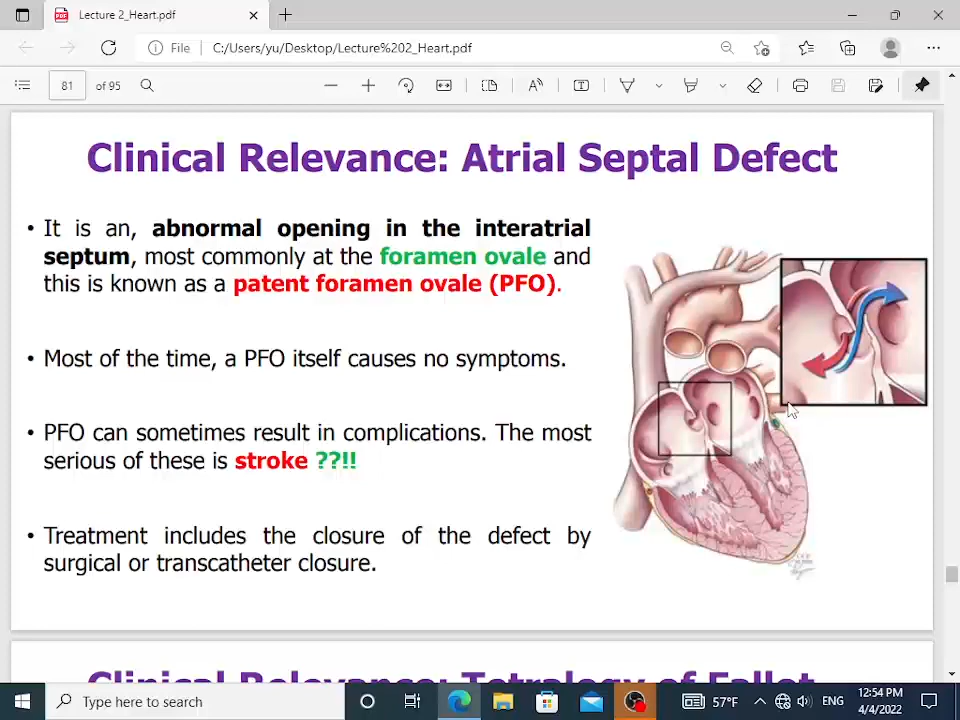 Lecture 2_Heart.pdf
File
C:/Users/yu/Desktop/Lecture%202_Heart.pdf
81
of 95
Clinical Relevance: Atrial Septal Defect
• It is an, abnormal opening in the interatrial
septum, most commonly at the foramen ovale and
this is known as a patent foramen ovale (PFO).
• Most of the time, a PFO itself causes no symptoms.
• PFO can sometimes result in complications. The most
serious of these is stroke ??!!
• Treatment includes the closure of the defect by
surgical or transcatheter closure.
Type here to search
57°F
ENG
12:54 PM
4/4/2022